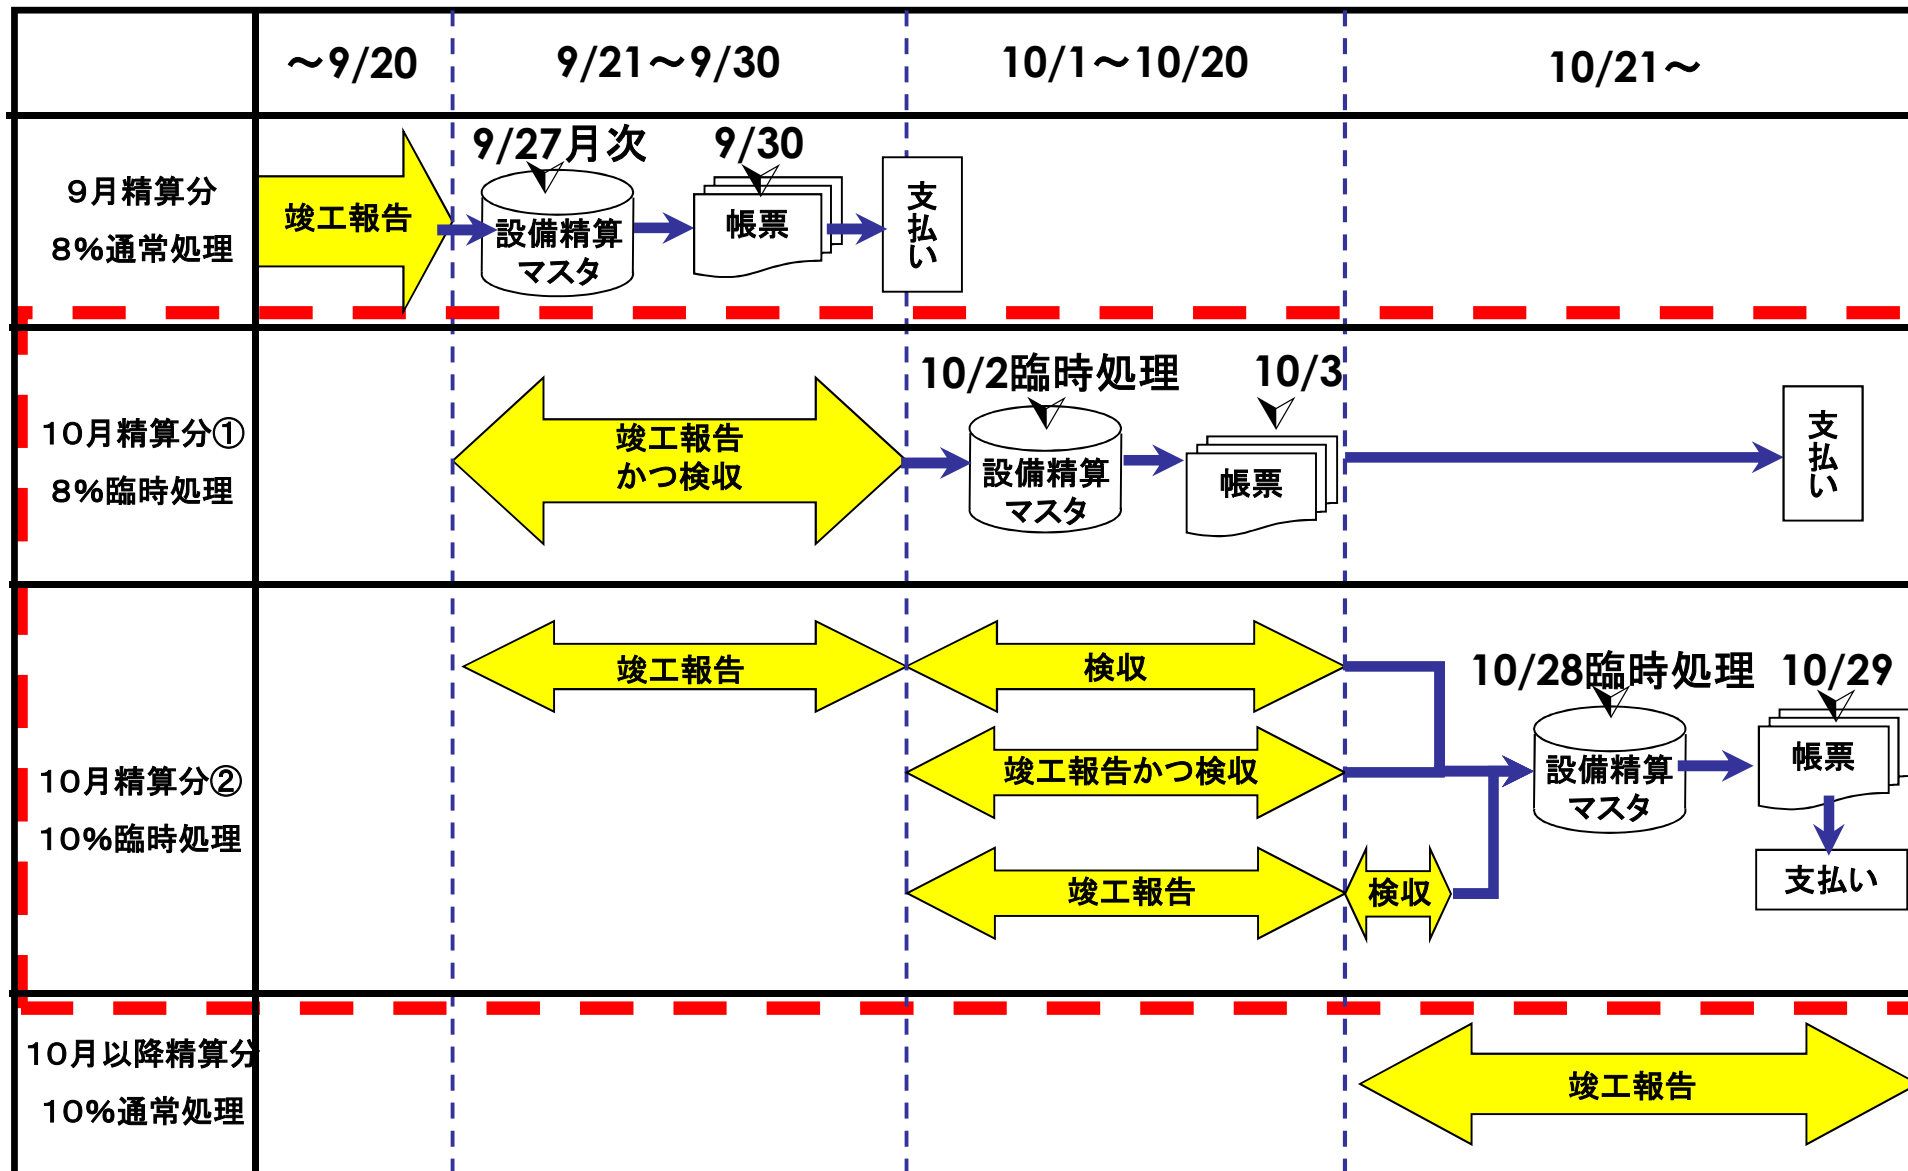 ～9/20
9/21～9/30
10/1～10/20
10/21～
9月精算分
8%通常処理
竣工報告
9/27月次
設備精算
マスタ
9/30
帳票
支払い
10月精算分①
8%臨時処理
竣工報告
かつ検収
10/2臨時処理
設備精算
マスタ
10/3
帳票
支払い
10月精算分②
10%臨時処理
竣工報告
検収
竣工報告かつ検収
竣工報告
検収
10/28臨時処理
設備精算
マスタ
10/29
帳票
支払い
10月以降精算分
10%通常処理
竣工報告